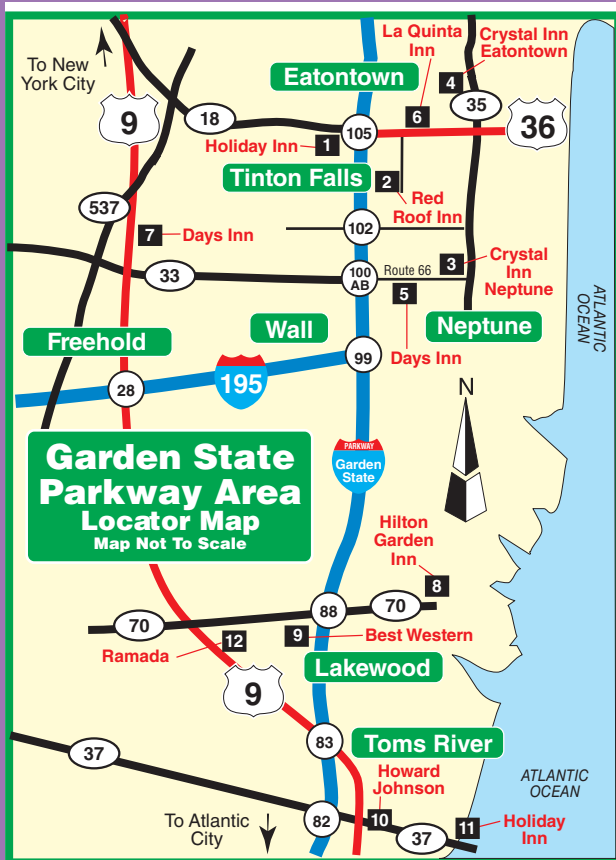 La Quinta
Inn
Crystal Inn
Eatontown
To New
York City
Eatontown
4
6
35
9
18
105
36
Holiday Inn
1
Tinton Falls
2
Red
Roof Inn
537
7
Days Inn
102
33
100
AB
Route 66
3
Crystal
Inn
Neptune
5
Days Inn
Neptune
ATLANTIC
OCEAN
Freehold
Wall
99
28
195
N
PARKWAY
Garden
State
Garden State
Parkway Area
Locator Map
Map Not To Scale
Hilton
Garden
Inn
8
88
70
70
12
Ramada
9
Best Western
Lakewood
9
83
Toms River
37
Howard
Johnson
ATLANTIC
OCEAN
To Atlantic
City
82
10
37
11
Holiday
Inn